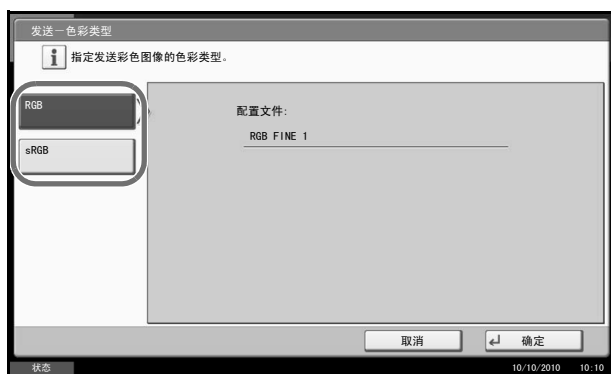 发送－色彩类型
i 指定发送彩色图像的色彩类型。
RGB
sRGB
配置文件:
RGB FINE 1
取消
确定
状态
10/10/2010 10:10